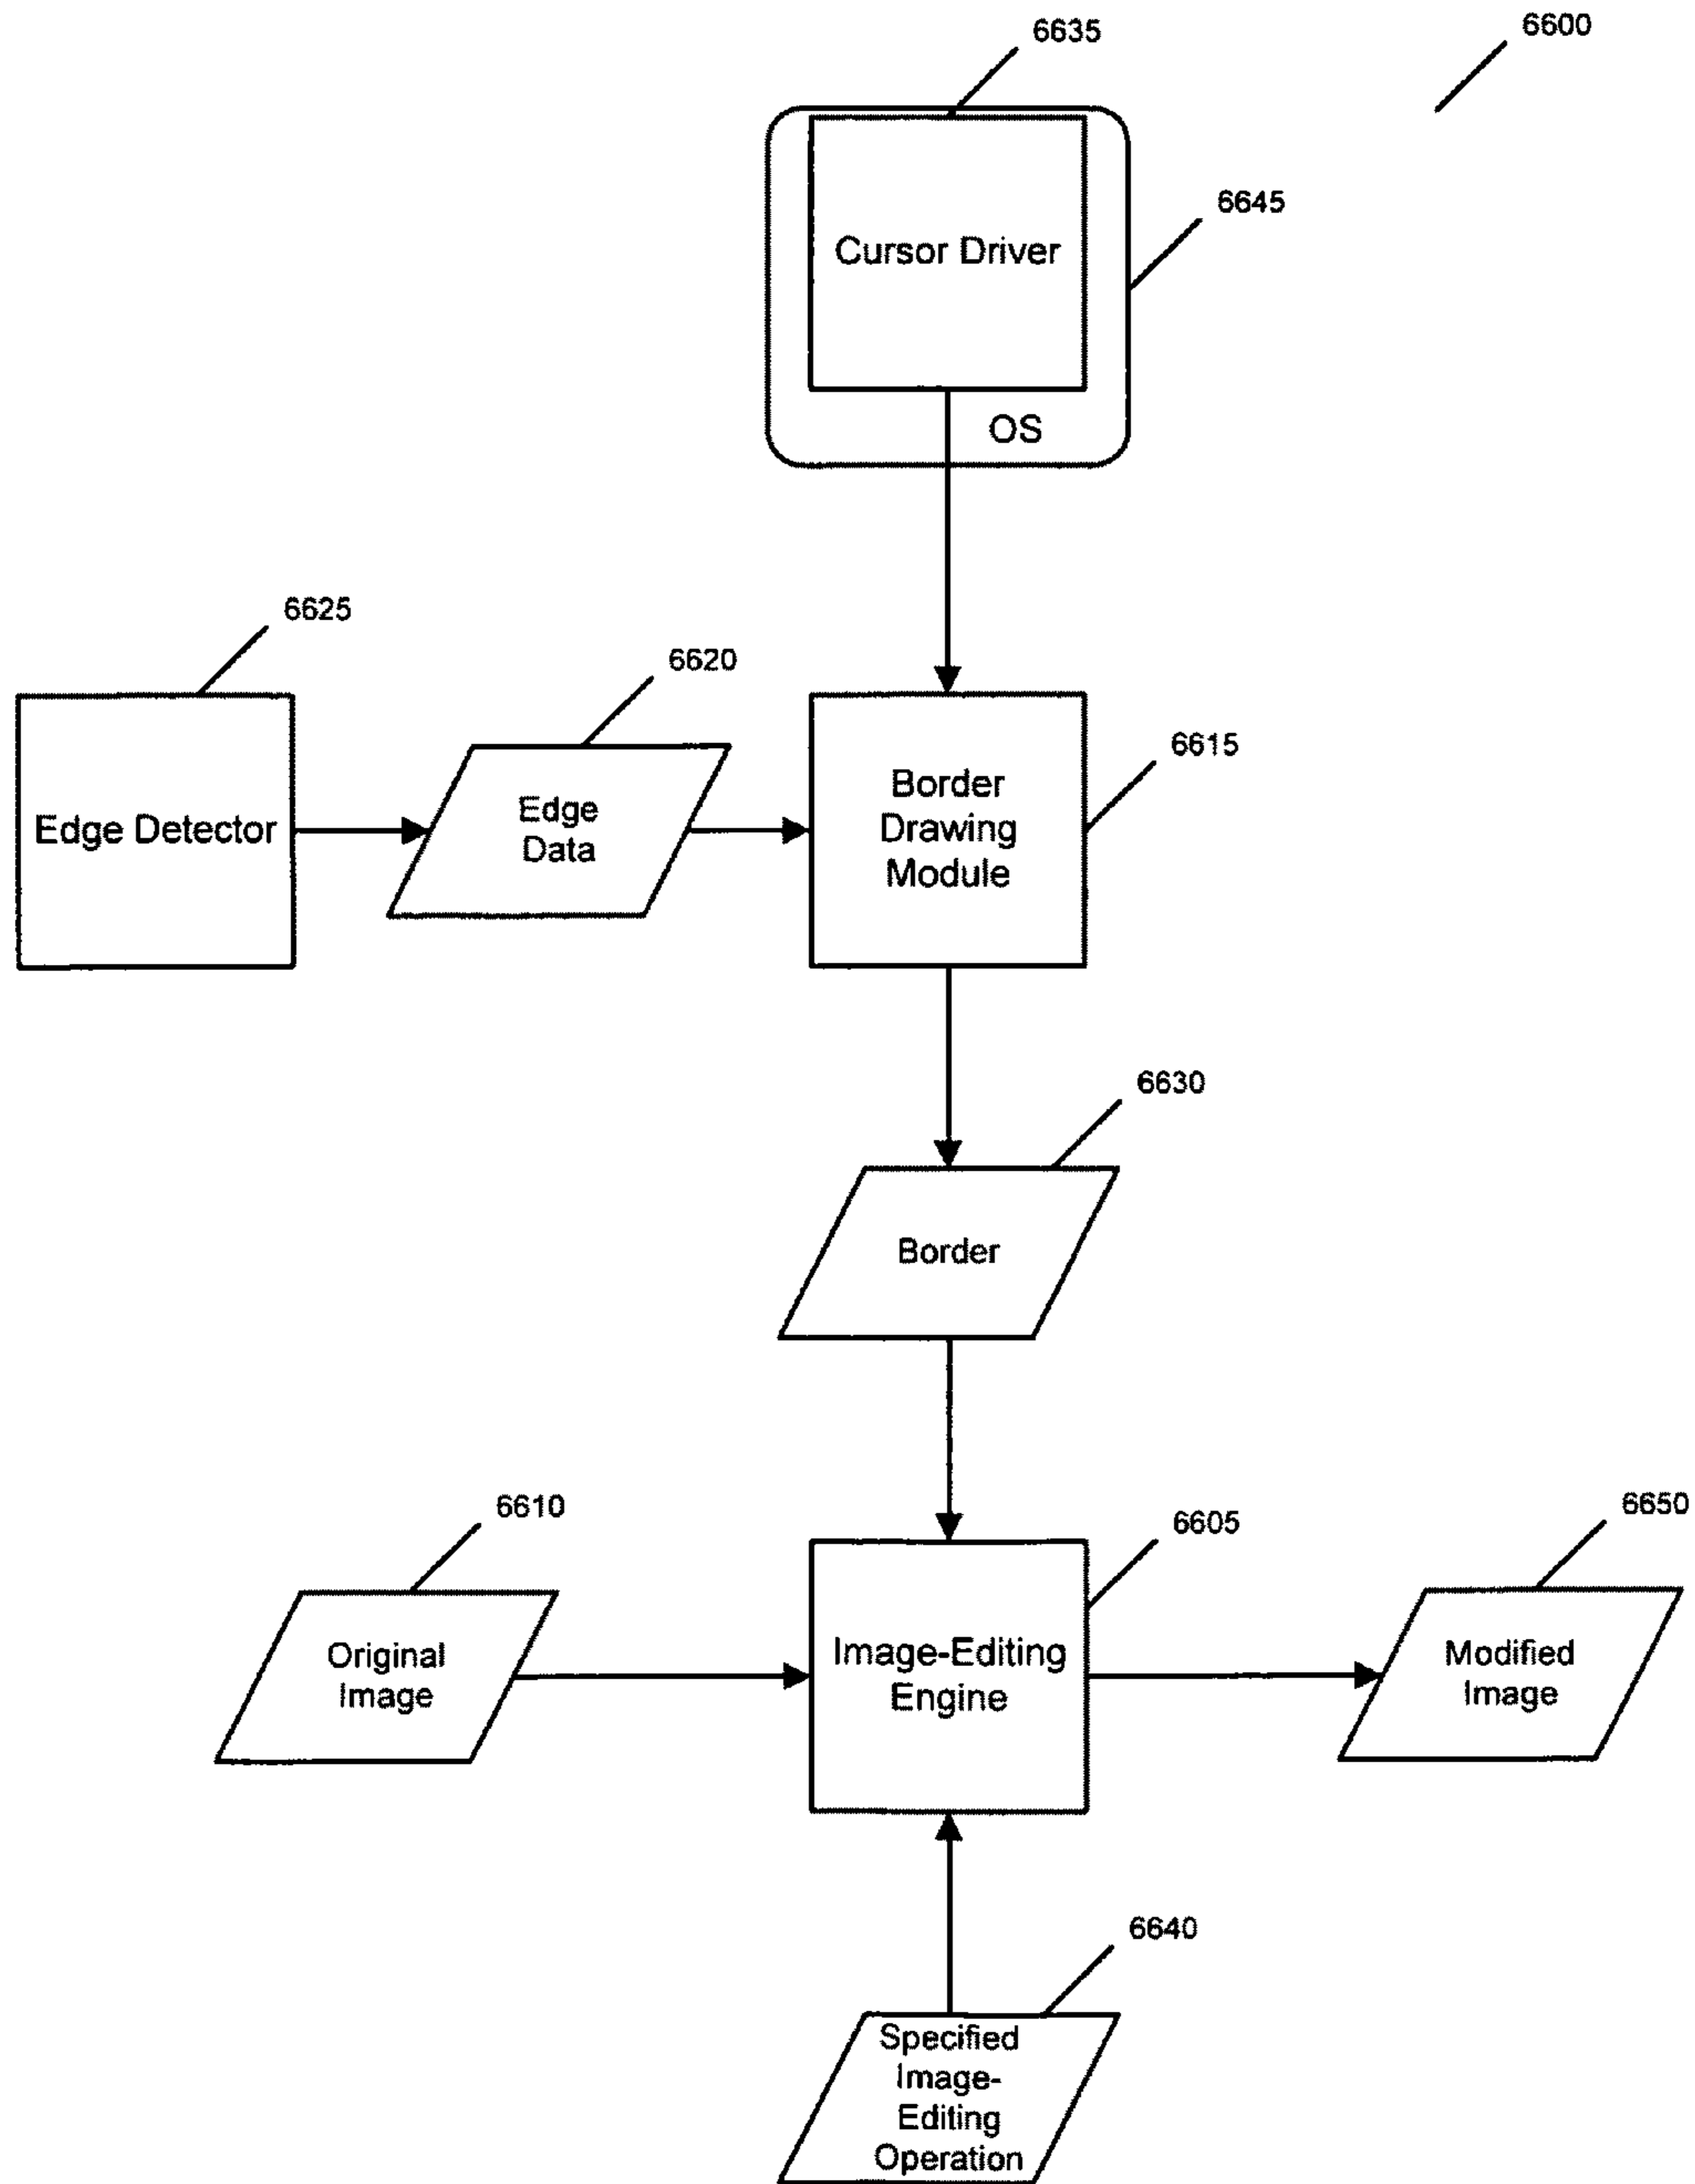 6635
6600
6645
Cursor Driver
OS
6625
6620
6615
Edge Detector
Edge
Data
Border
Drawing
Module
6630
Border
6610
6605
6650
Original
Image
Image-Editing
Engine
Modified
Image
6640
Specified
Image-
Editing
Operation